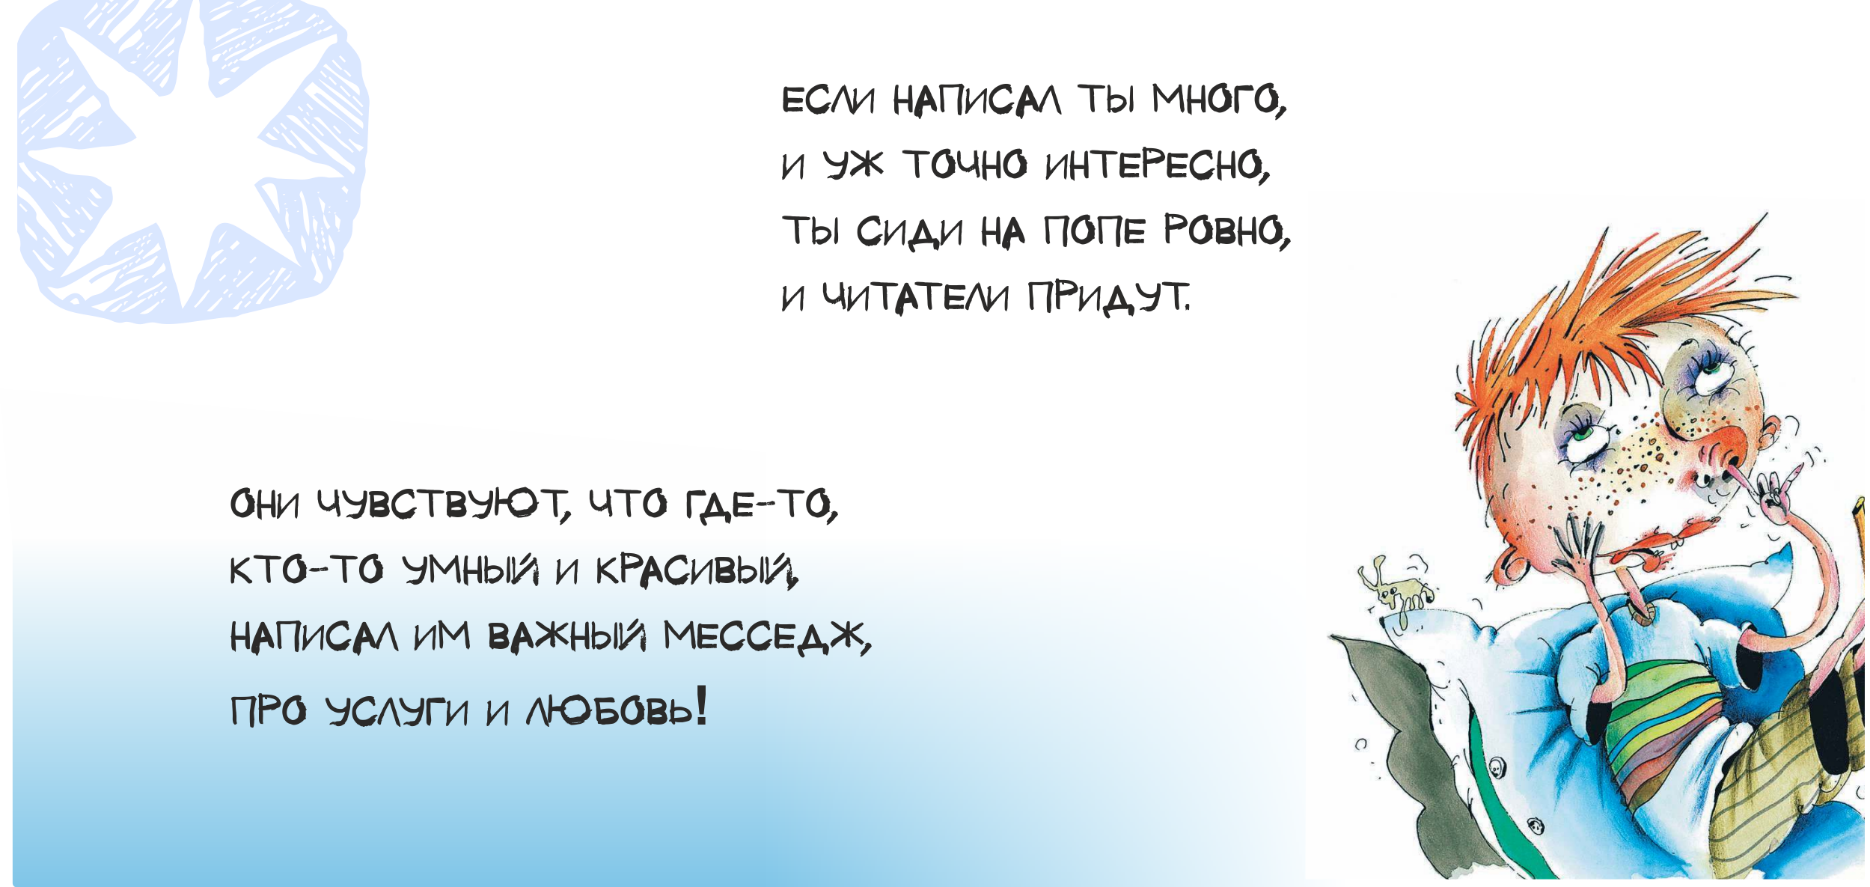 ЕСЛИ НАПИСАЛ ТЫ МНОГО,
И УЖ ТОЧНО ИНТЕРЕСНО,
ТЫ СИДИ НА ПОПЕ РОВНО,
И ЧИТАТЕЛИ ПРИДУТ.
ОНИ ЧУВСТВУЮТ, ЧТО ГДЕ-ТО,
КТО-ТО УМНЫЙ И КРАСИВЫЙ,
НАПИСАЛ ИМ ВАЖНЫЙ МЕССЕДЖ,
ПРО УСЛУГИ И ЛЮБОВЬ!